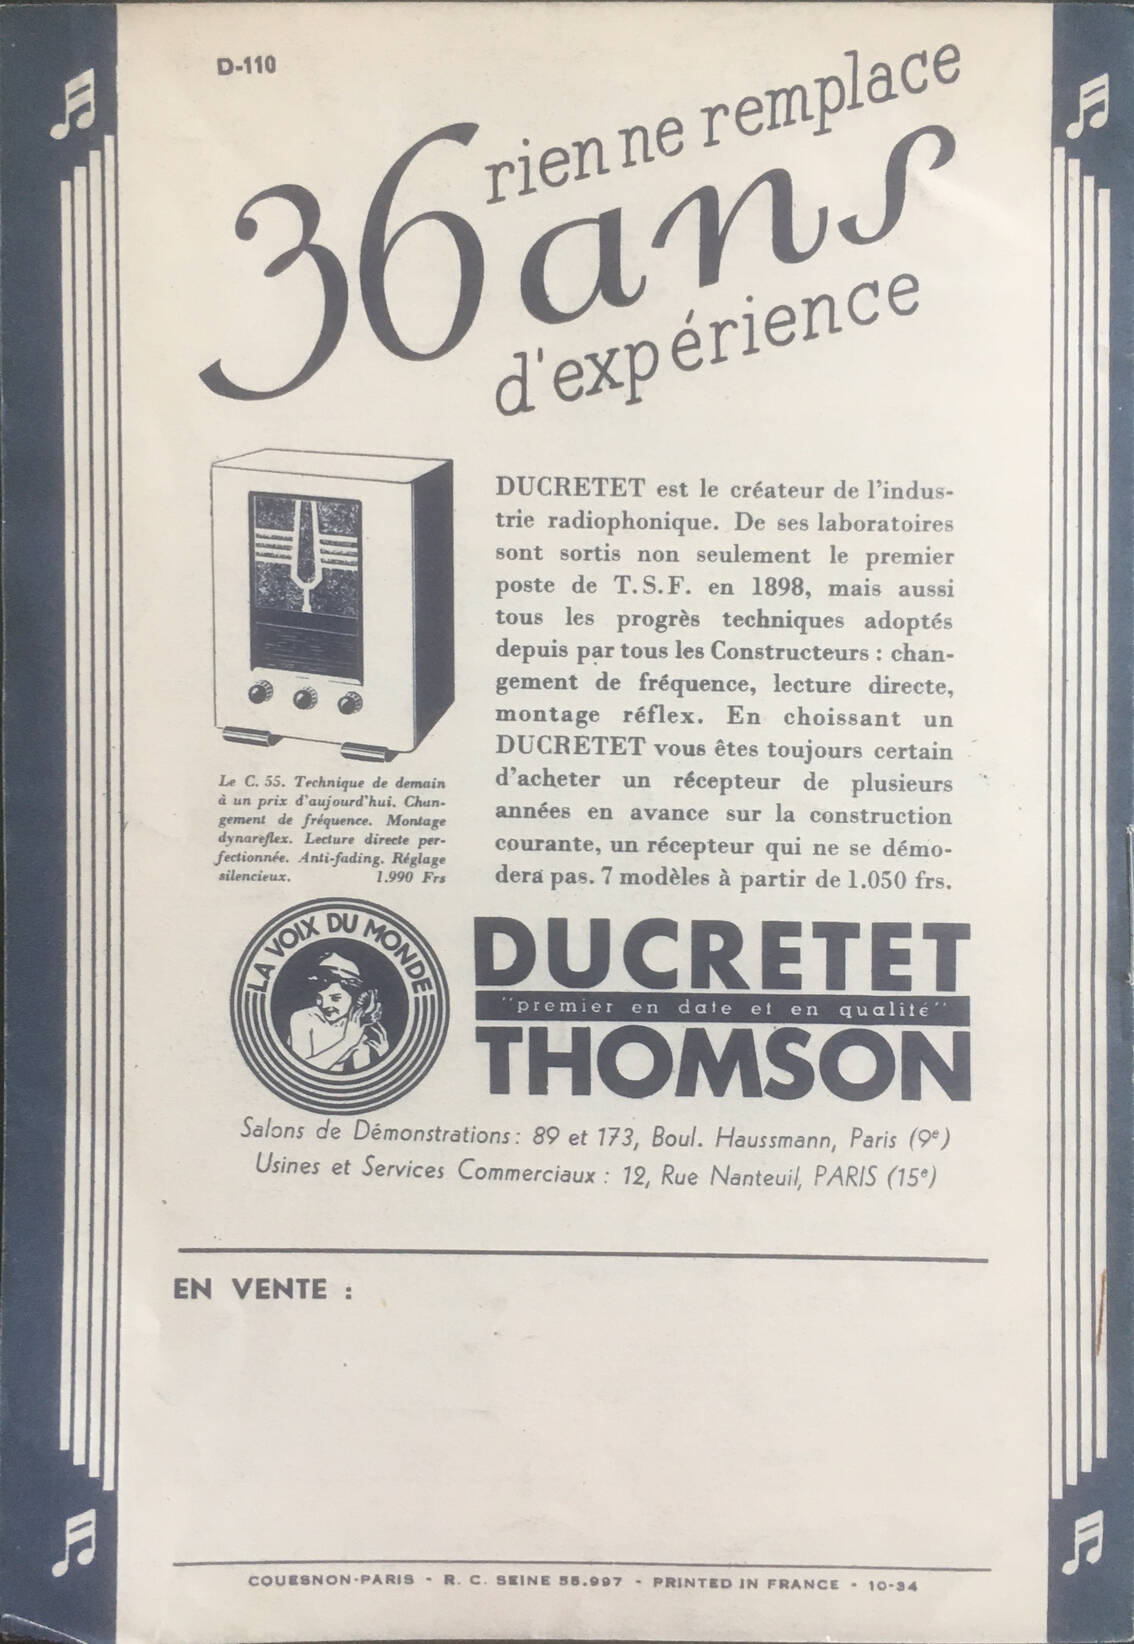 D-110
rien ne remplace
36 ans
d'expérience
DUCRETET est le créateur de l'indus-
trie radiophonique. De ses laboratoires
sont sortis non seulement le premier
poste de T.S.F. en 1898, mais aussi
tous les progrès techniques adoptés
depuis par tous les Constructeurs : chan-
gement de fréquence, lecture directe,
montage réflex. En choissant un
DUCRETET vous êtes toujours certain
d'acheter un récepteur de plusieurs
années en avance sur la construction
courante, un récepteur qui ne se démo-
dera pas. 7 modèles à partir de 1.050 frs.
Le C. 55. Technique de demain
à un prix d'aujourd'hui. Chan-
gement de fréquence. Montage
dynareflex. Lecture directe per-
fectionnée. Anti-fading. Réglage
silencieux. 1.990 Frs
LA VOIX DU MONDE
DUCRETET
"premier en date et en qualité"
THOMSON
Salons de Démonstrations : 89 et 173, Boul. Haussmann, Paris (9e)
Usines et Services Commerciaux : 12, Rue Nanteuil, PARIS (15e)
EN VENTE :
COUESNON-PARIS - R. C. SEINE 55.997 - PRINTED IN FRANCE - 10-34